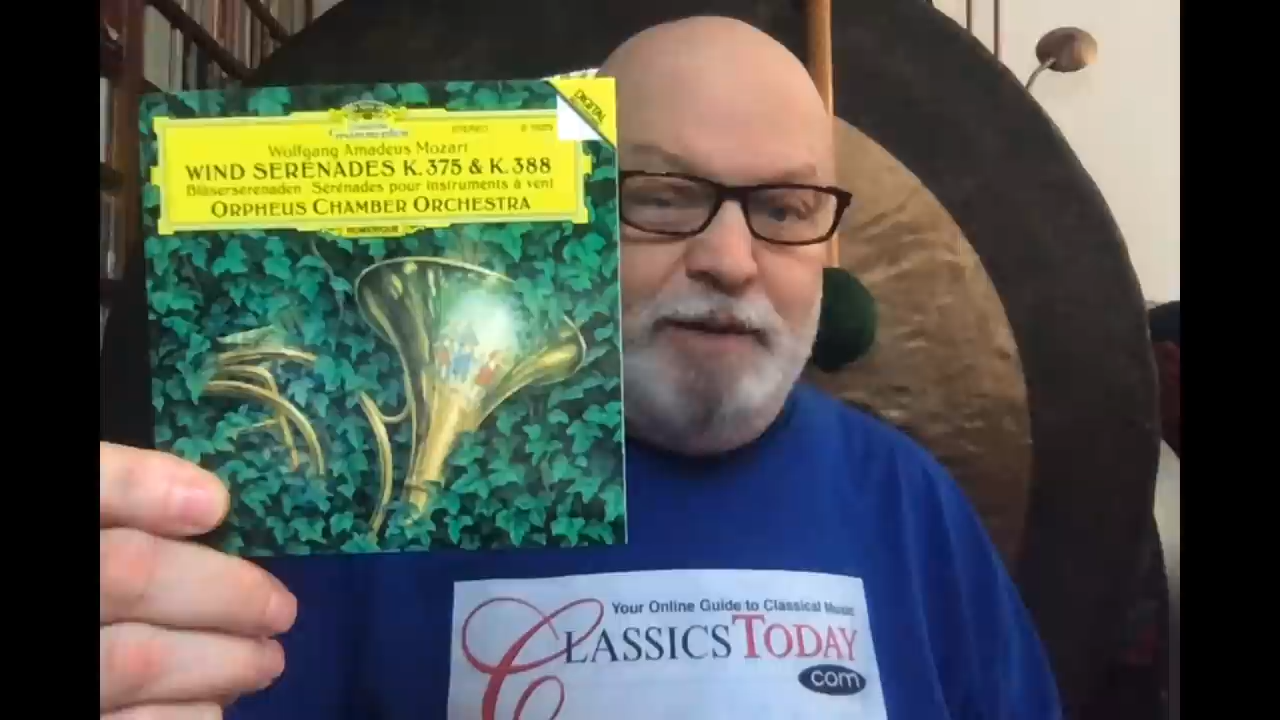 DIGITAL
STEREO
Wolfgang Amadeus Mozart
WIND SERENADES K. 375 & K. 388
Bläserserenaden Sérénades pour instruments à vent
ORPHEUS CHAMBER ORCHESTRA
NUMÉRIQUE
Your Online Guide to Classical Music
CLASSICSTODAY
com